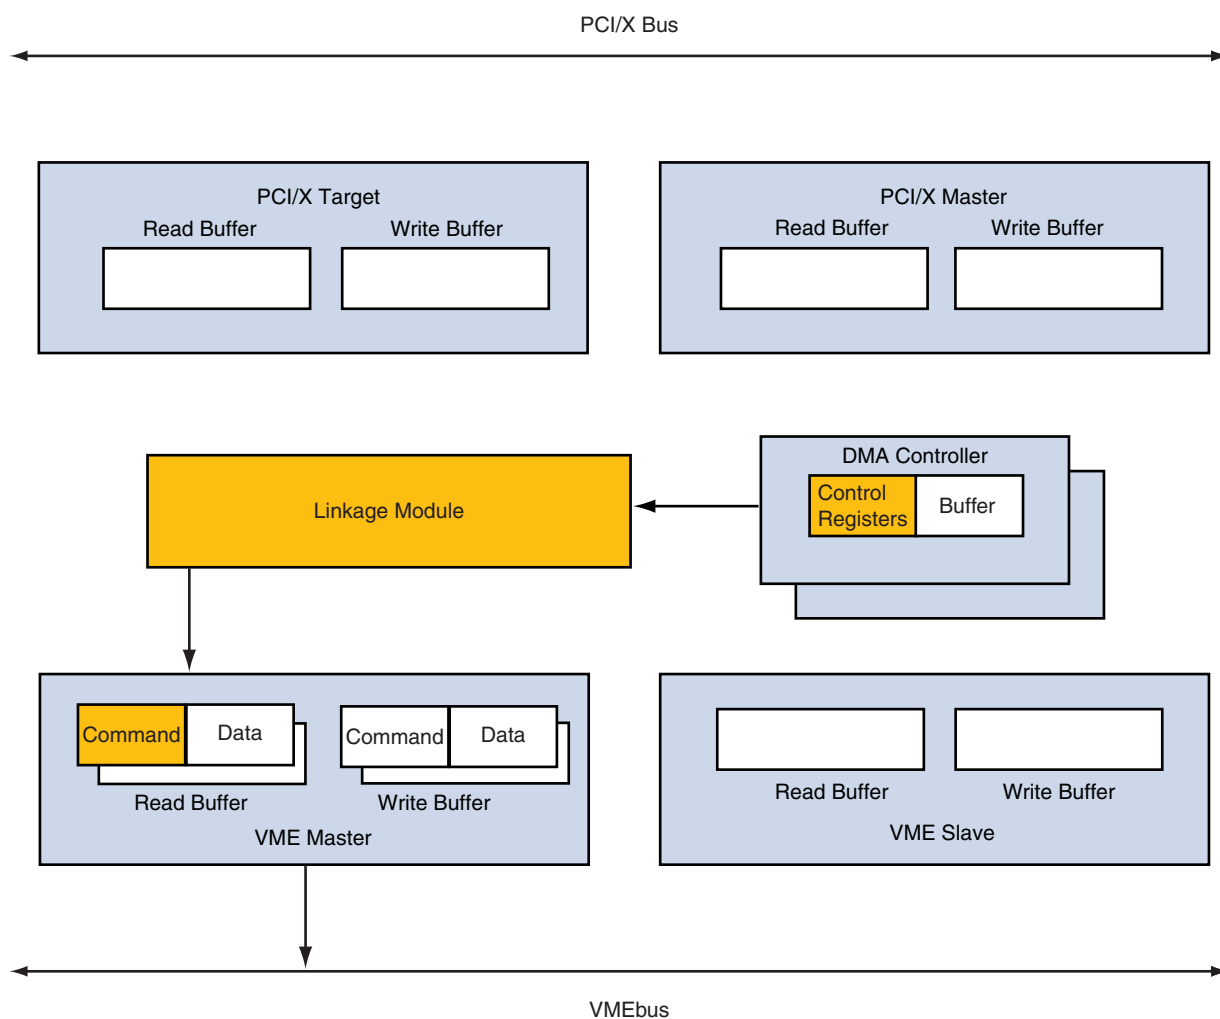 PCI/X Bus
PCI/X Target
Read Buffer
Write Buffer
PCI/X Master
Read Buffer
Write Buffer
Linkage Module
DMA Controller
Control
Registers
Buffer
Command
Data
Read Buffer
Command
Data
Write Buffer
VME Master
Read Buffer
Write Buffer
VME Slave
VMEbus